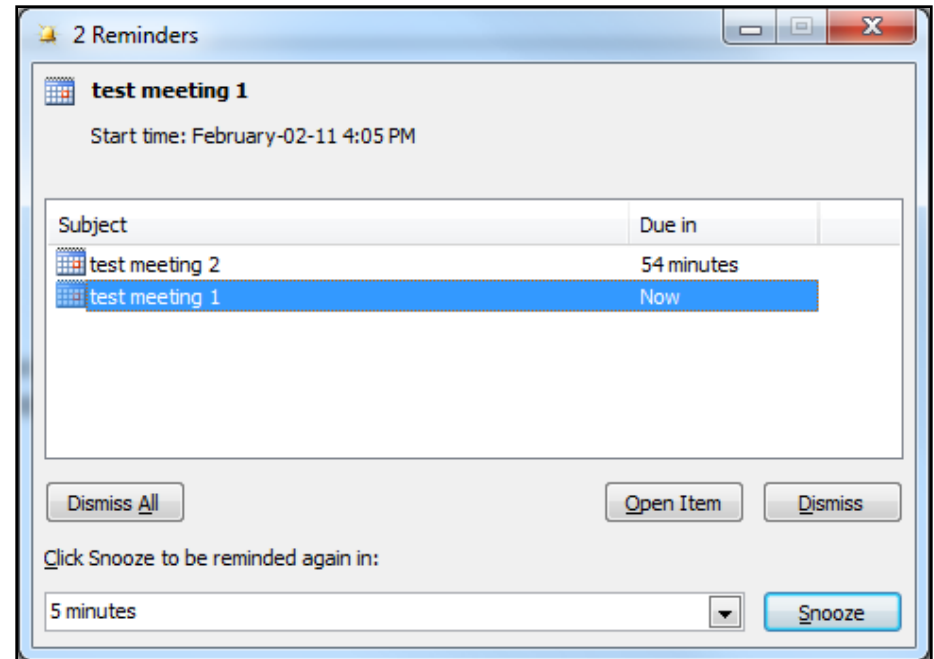 2 Reminders
test meeting 1
Start time: February-02-11 4:05 PM
Subject Due in
test meeting 2 54 minutes
test meeting 1 Now
Dismiss All Open Item Dismiss
Click Snooze to be reminded again in:
5 minutes Snooze